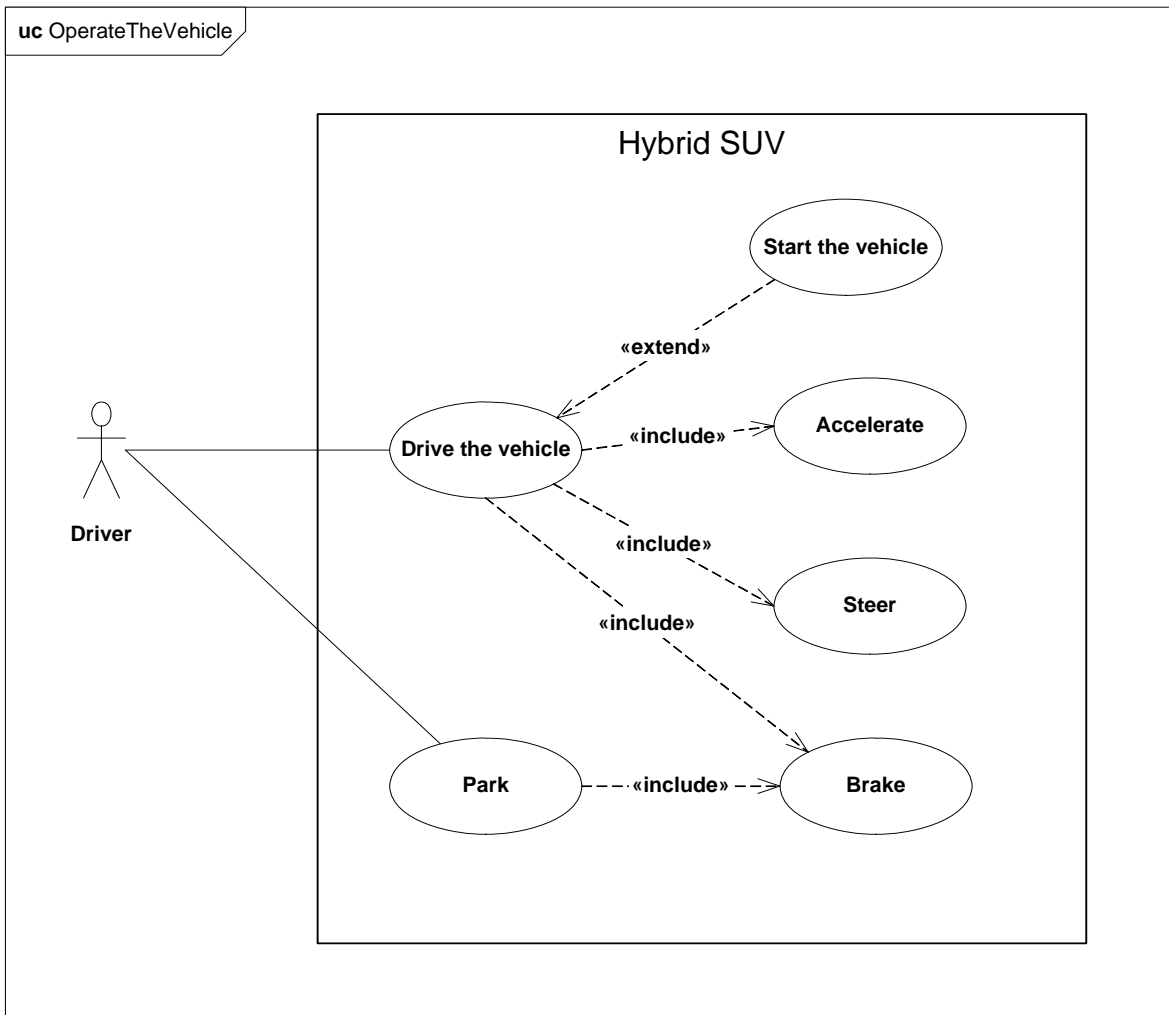 uc OperateTheVehicle
Hybrid SUV
Start the vehicle
«extend»
Accelerate
«include»
Drive the vehicle
Driver
«include»
Steer
«include»
Park
«include»
Brake